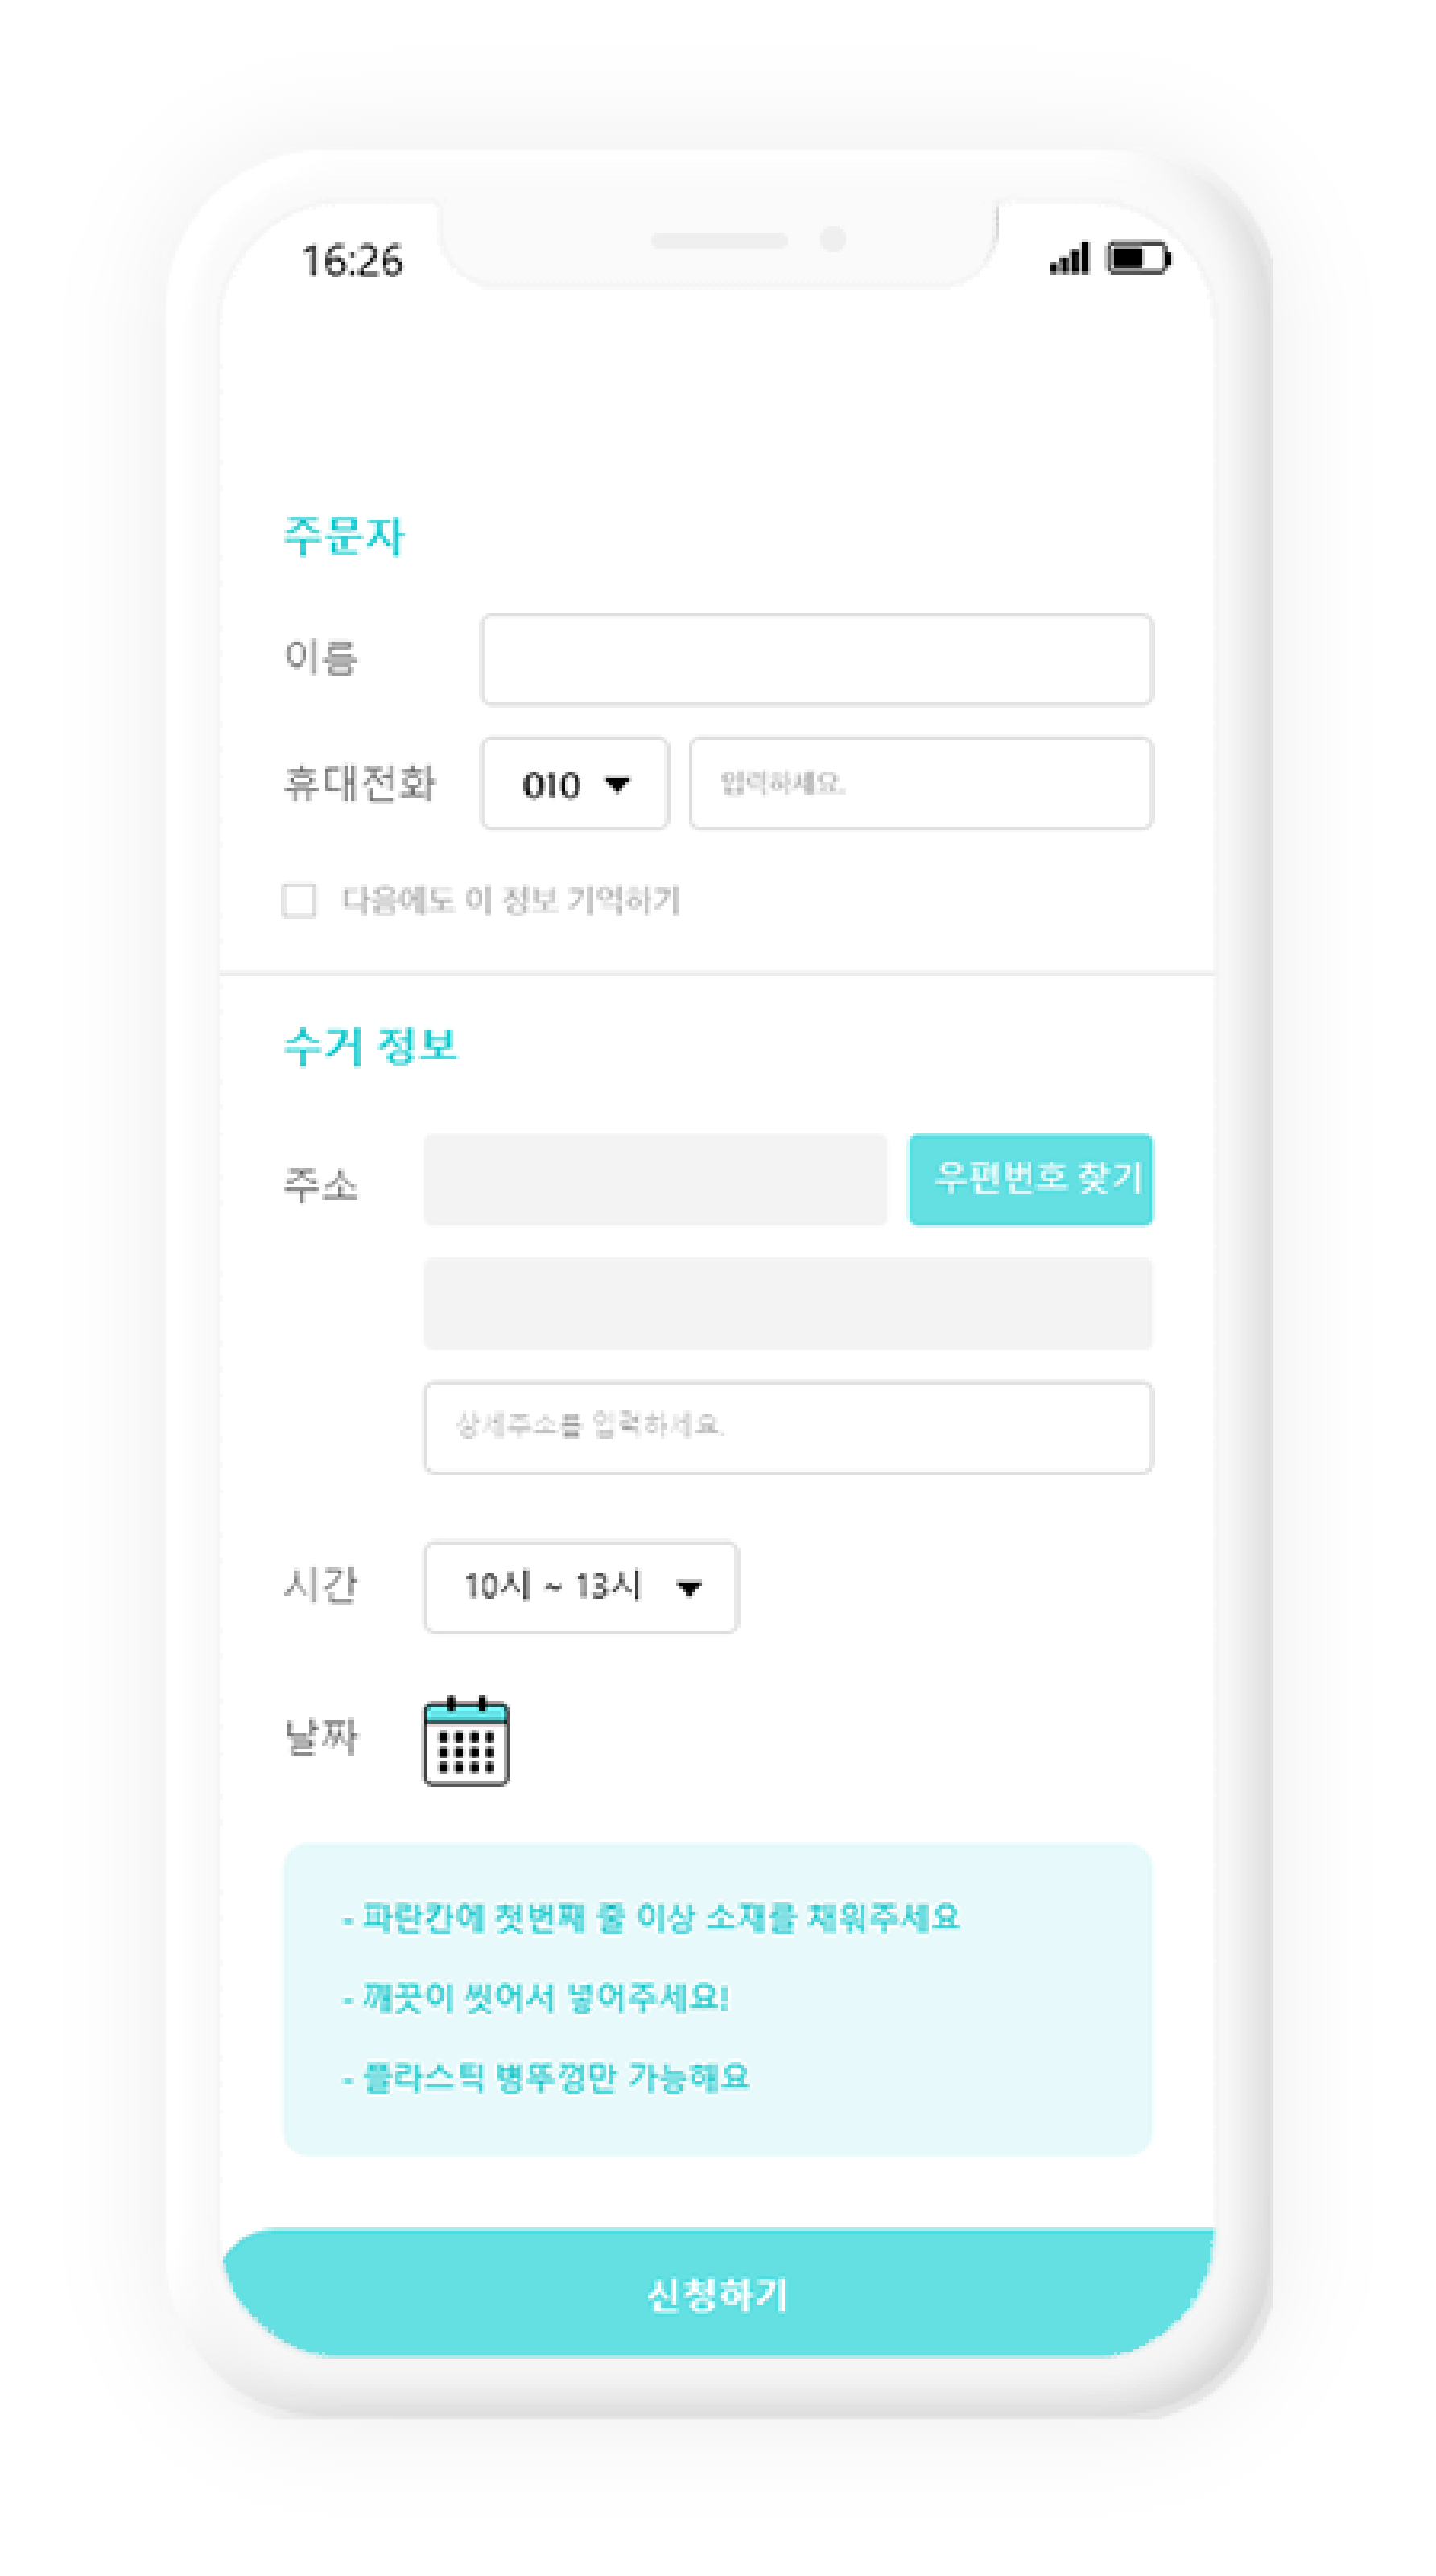 16:26
주문자
이름
휴대전화 010 입력하세요.
다음에도 이 정보 기억하기
수거 정보
주소 우편번호 찾기
상세주소를 입력하세요.
시간 10시 ~ 13시
날짜
- 파란칸에 첫번째 줄 이상 소재를 채워주세요
- 깨끗이 씻어서 넣어주세요!
- 플라스틱 병뚜껑만 가능해요
신청하기